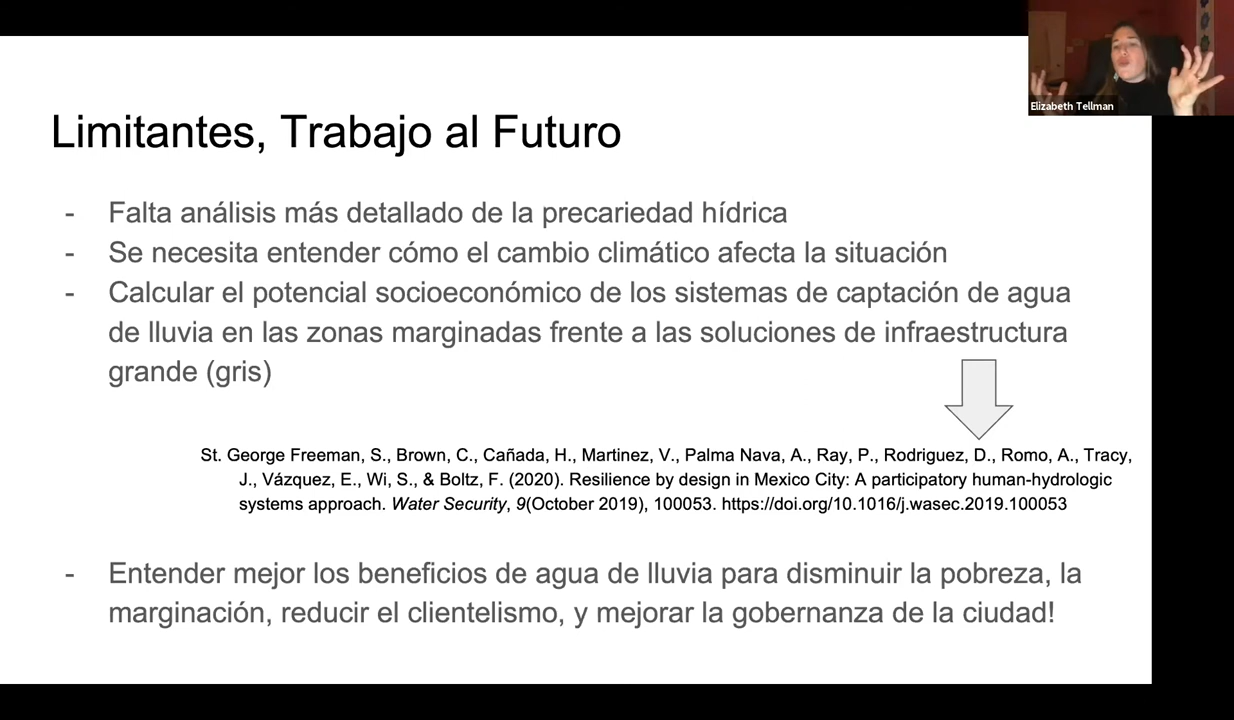 Elizabeth Tellman
Limitantes, Trabajo al Futuro
- Falta análisis más detallado de la precariedad hídrica
- Se necesita entender cómo el cambio climático afecta la situación
- Calcular el potencial socioeconómico de los sistemas de captación de agua
de lluvia en las zonas marginadas frente a las soluciones de infraestructura
grande (gris)
St. George Freeman, S., Brown, C., Cañada, H., Martinez, V., Palma Nava, A., Ray, P., Rodriguez, D., Romo, A., Tracy,
J., Vázquez, E., Wi, S., & Boltz, F. (2020). Resilience by design in Mexico City: A participatory human-hydrologic
systems approach. Water Security, 9(October 2019), 100053. https://doi.org/10.1016/j.wasec.2019.100053
- Entender mejor los beneficios de agua de lluvia para disminuir la pobreza, la
marginación, reducir el clientelismo, y mejorar la gobernanza de la ciudad!